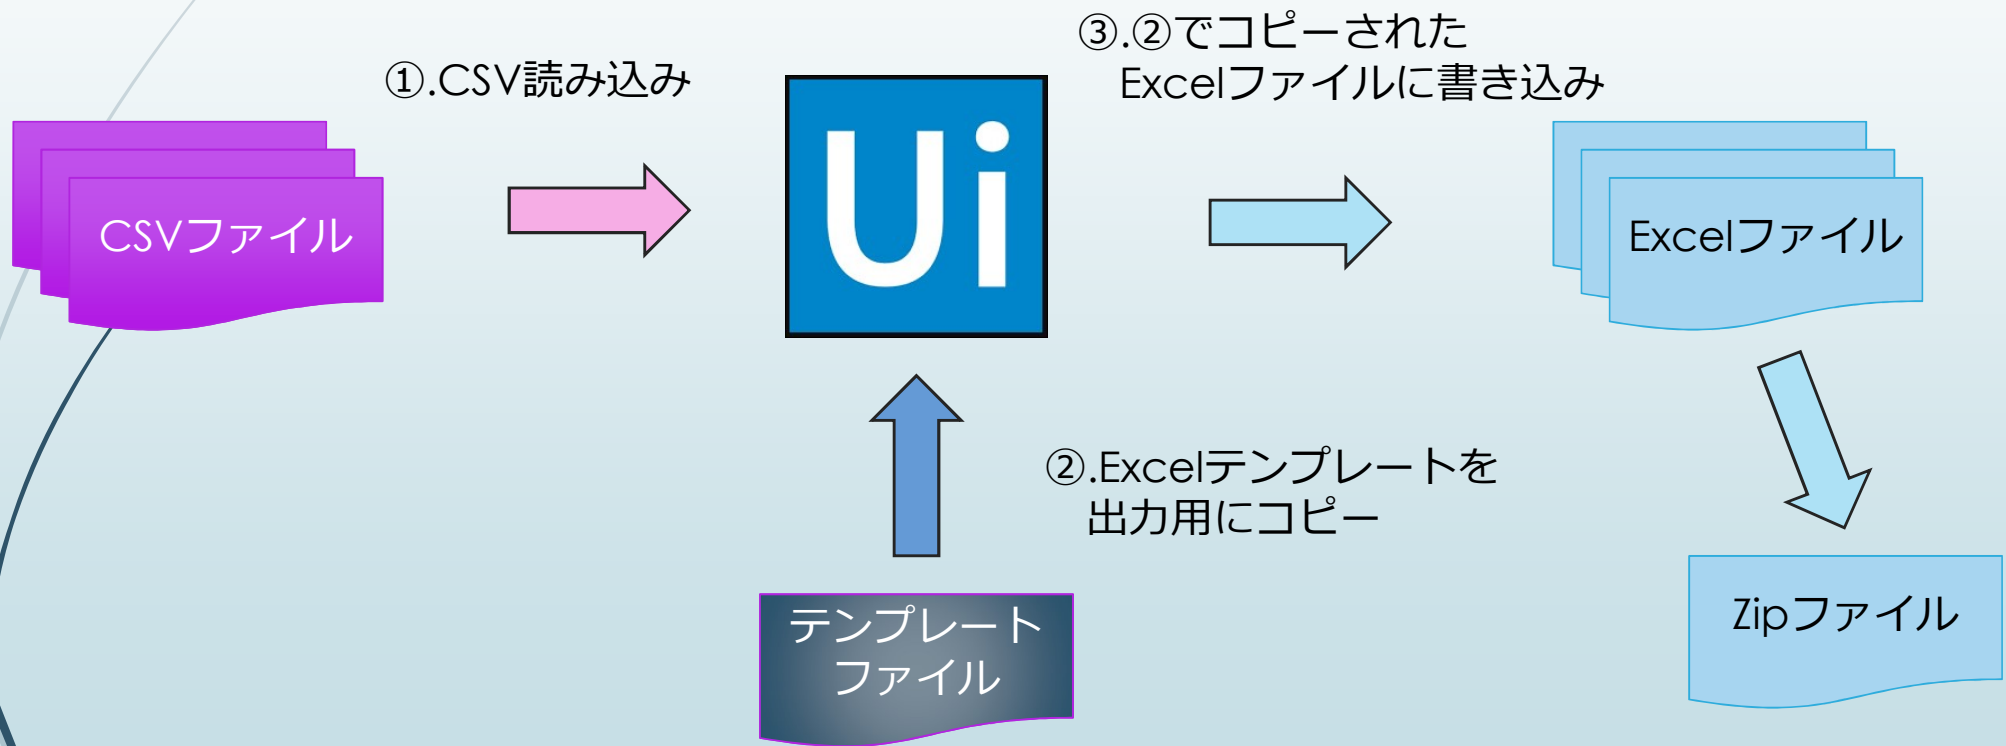 ①.CSV読み込み
③.②でコピーされた
Excelファイルに書き込み
CSVファイル
Ui
Excelファイル
②.Excelテンプレートを
出力用にコピー
テンプレート
ファイル
Zipファイル